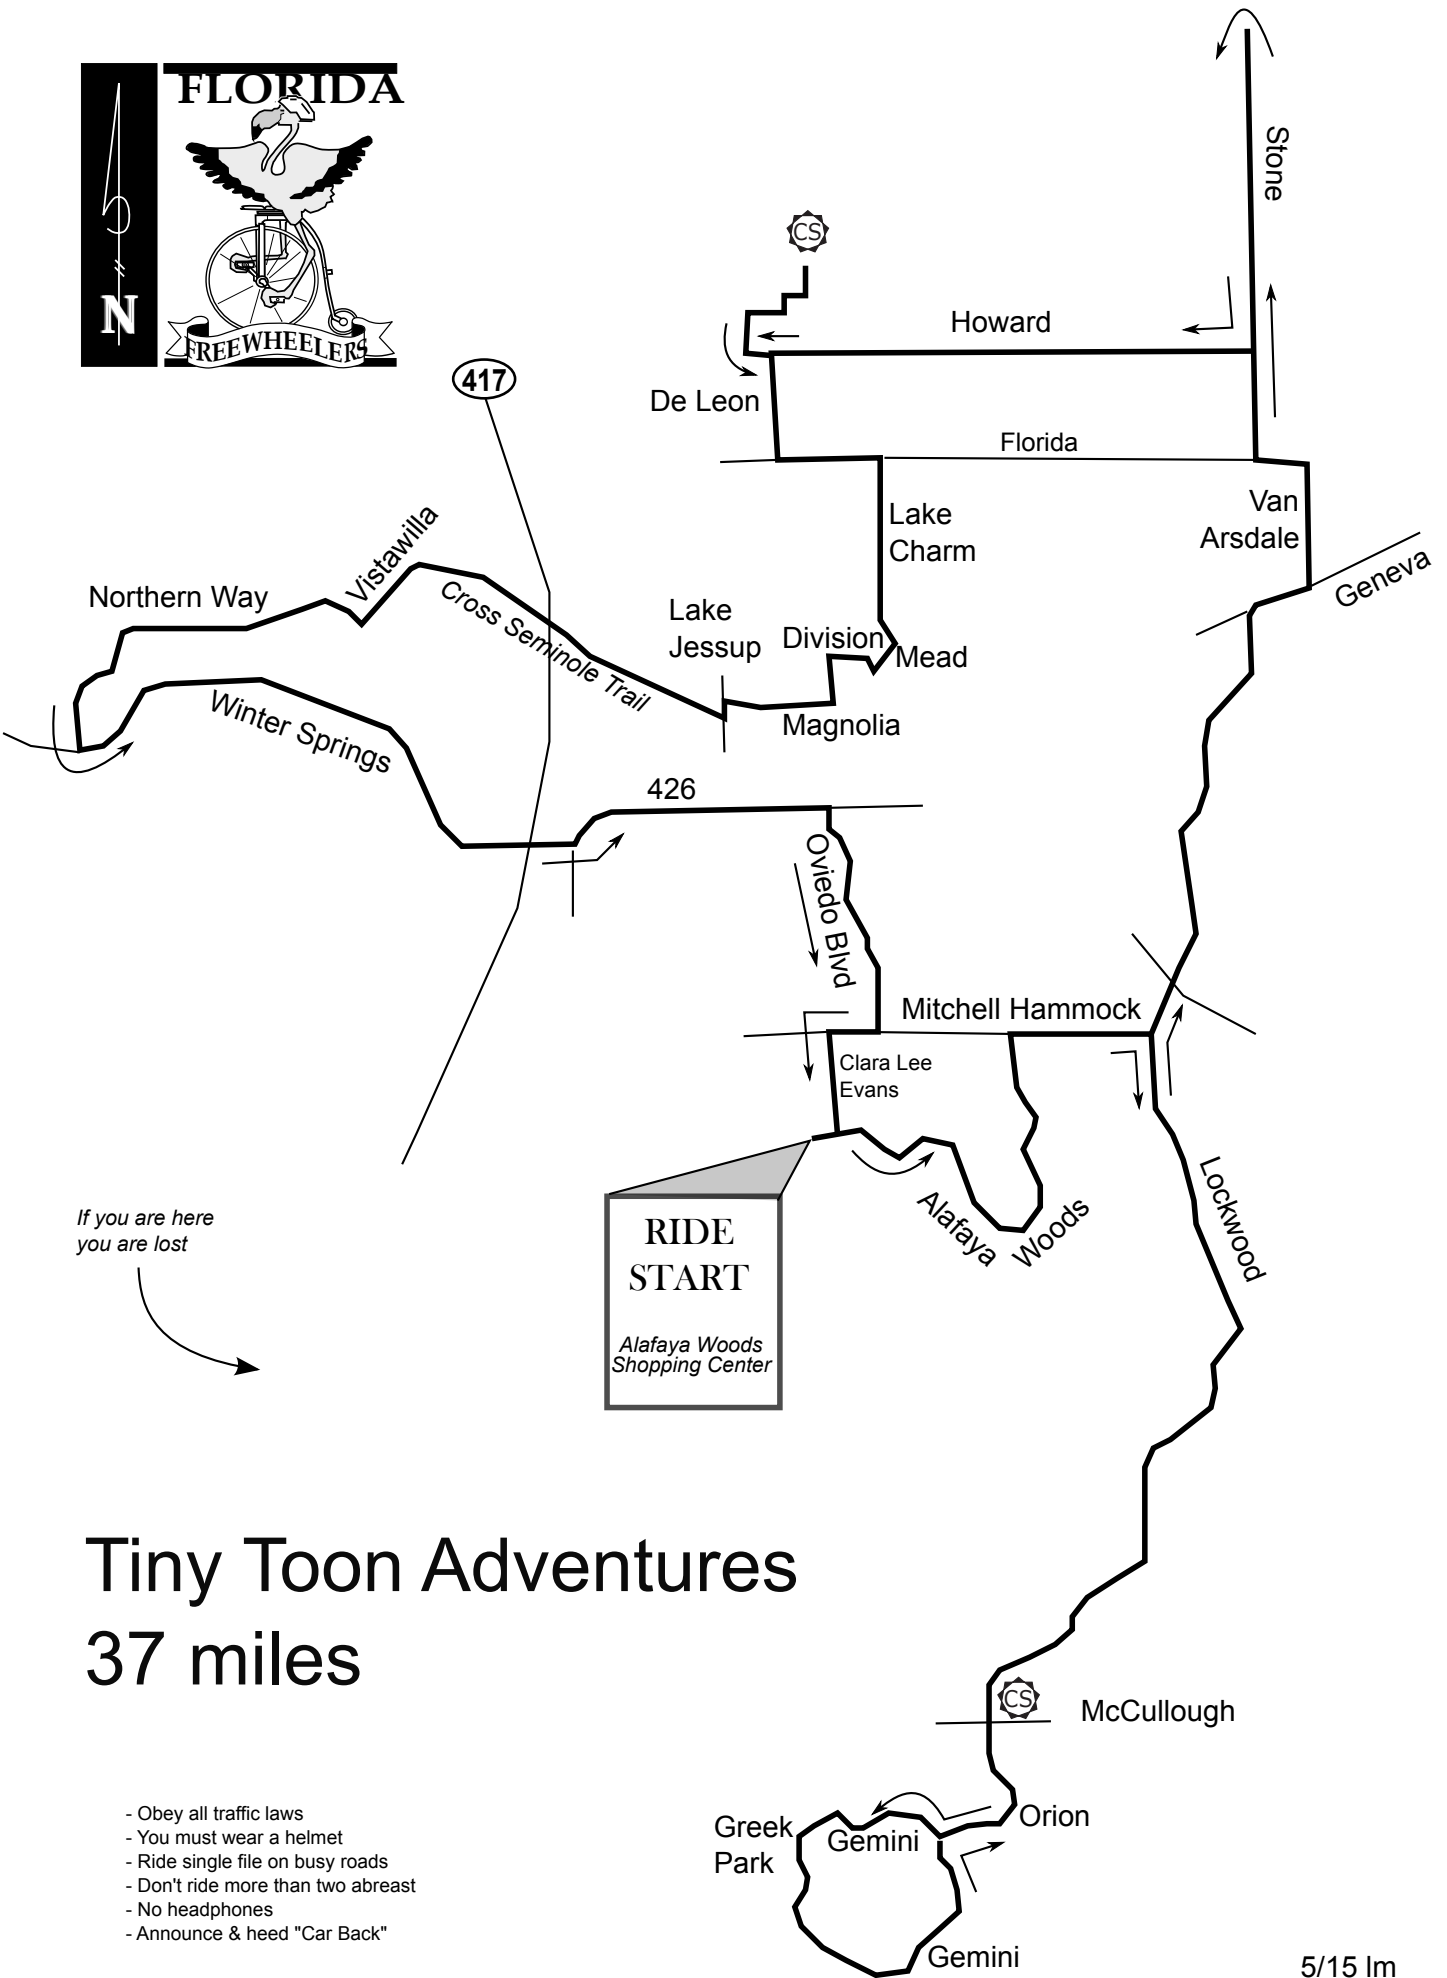 FLORIDA
N
FREEWHEELERS
Stone
CS
Howard
417
De Leon
Florida
Van
Arsdale
Lake
Charm
Geneva
Vistawilla
Northern Way
Cross Seminole Trail
Lake
Jessup
Division
Mead
Winter Springs
Magnolia
426
Oviedo Blvd
Mitchell Hammock
Clara Lee
Evans
Lockwood
Alafaya
Woods
If you are here
you are lost
RIDE
START
Alafaya Woods
Shopping Center
Tiny Toon Adventures
37 miles
CS
McCullough
Orion
Greek
Park
Gemini
Gemini
- Obey all traffic laws
- You must wear a helmet
- Ride single file on busy roads
- Don't ride more than two abreast
- No headphones
- Announce & heed "Car Back"
5/15 lm